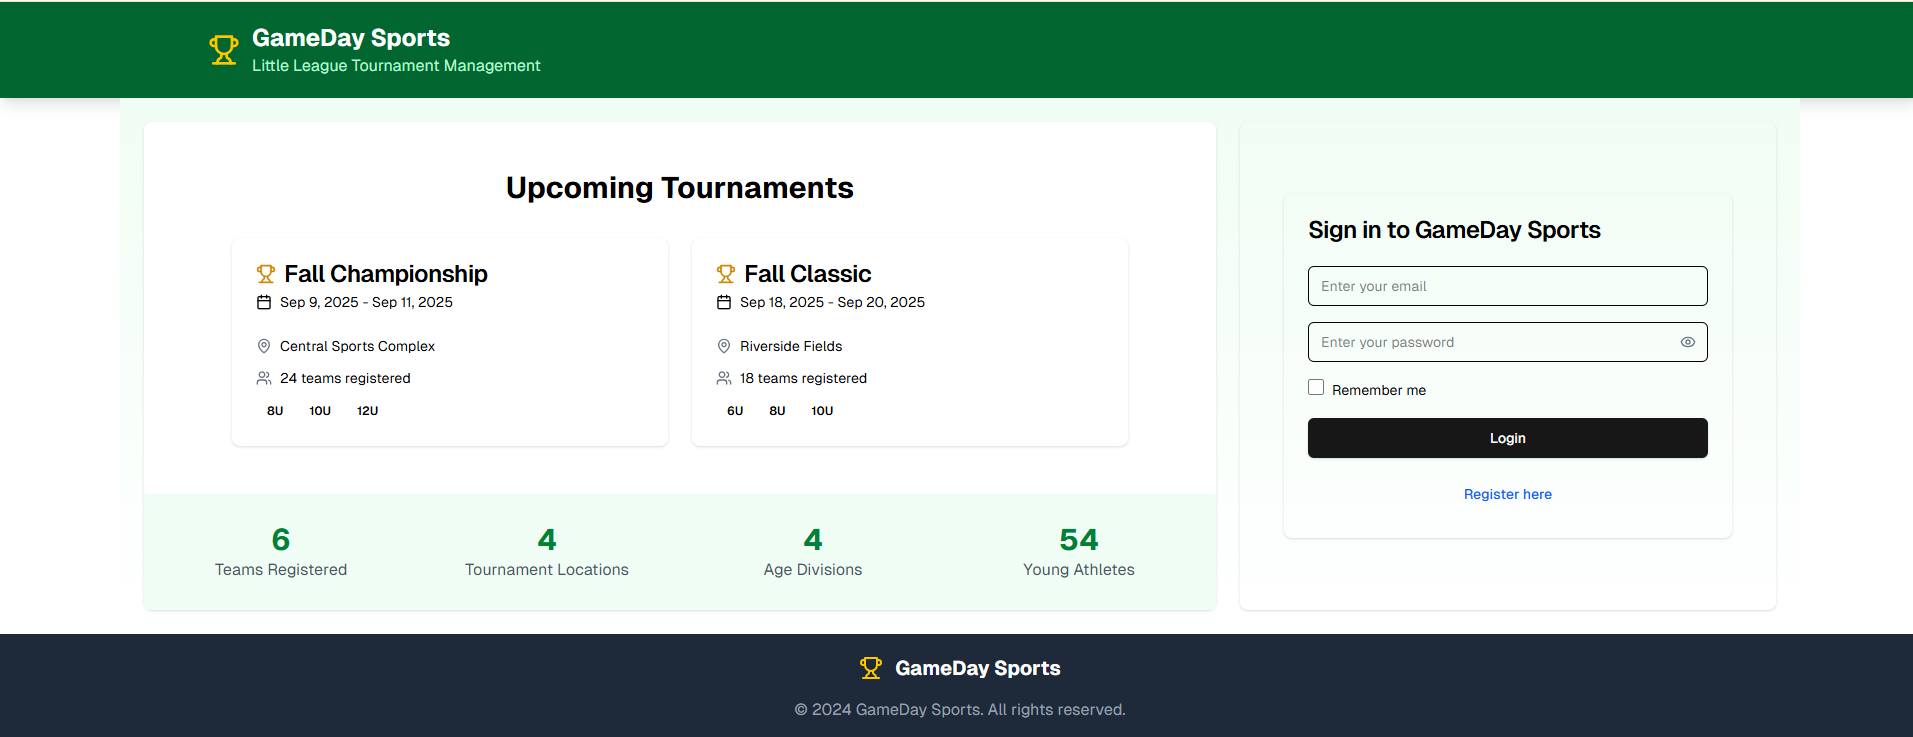 GameDay Sports
Little League Tournament Management
Upcoming Tournaments
Fall Championship
Sep 9, 2025 - Sep 11, 2025
Central Sports Complex
24 teams registered
8U 10U 12U
Fall Classic
Sep 18, 2025 - Sep 20, 2025
Riverside Fields
18 teams registered
6U 8U 10U
6
Teams Registered
4
Tournament Locations
4
Age Divisions
54
Young Athletes
Sign in to GameDay Sports
Enter your email
Enter your password
Remember me
Login
Register here
GameDay Sports
© 2024 GameDay Sports. All rights reserved.